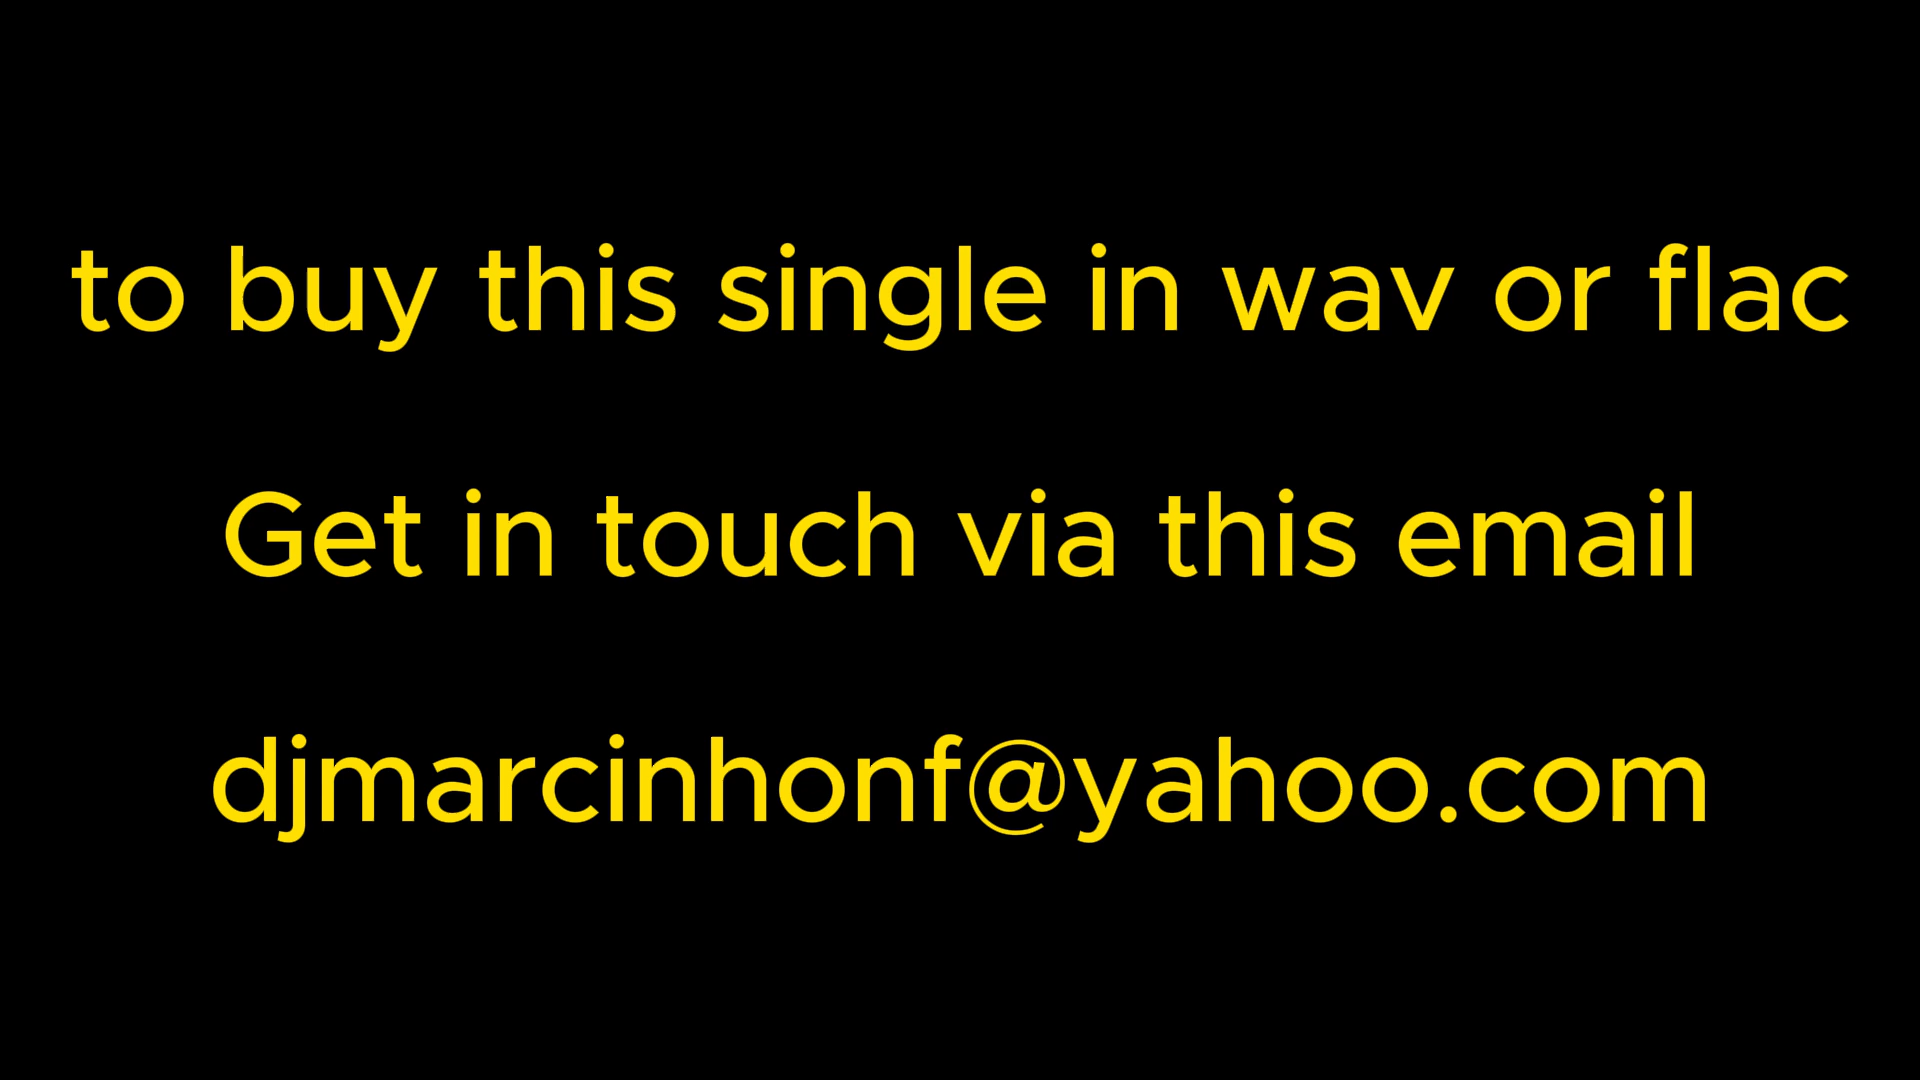 to buy this single in wav or flac
Get in touch via this email
djmarcinhonf@yahoo.com